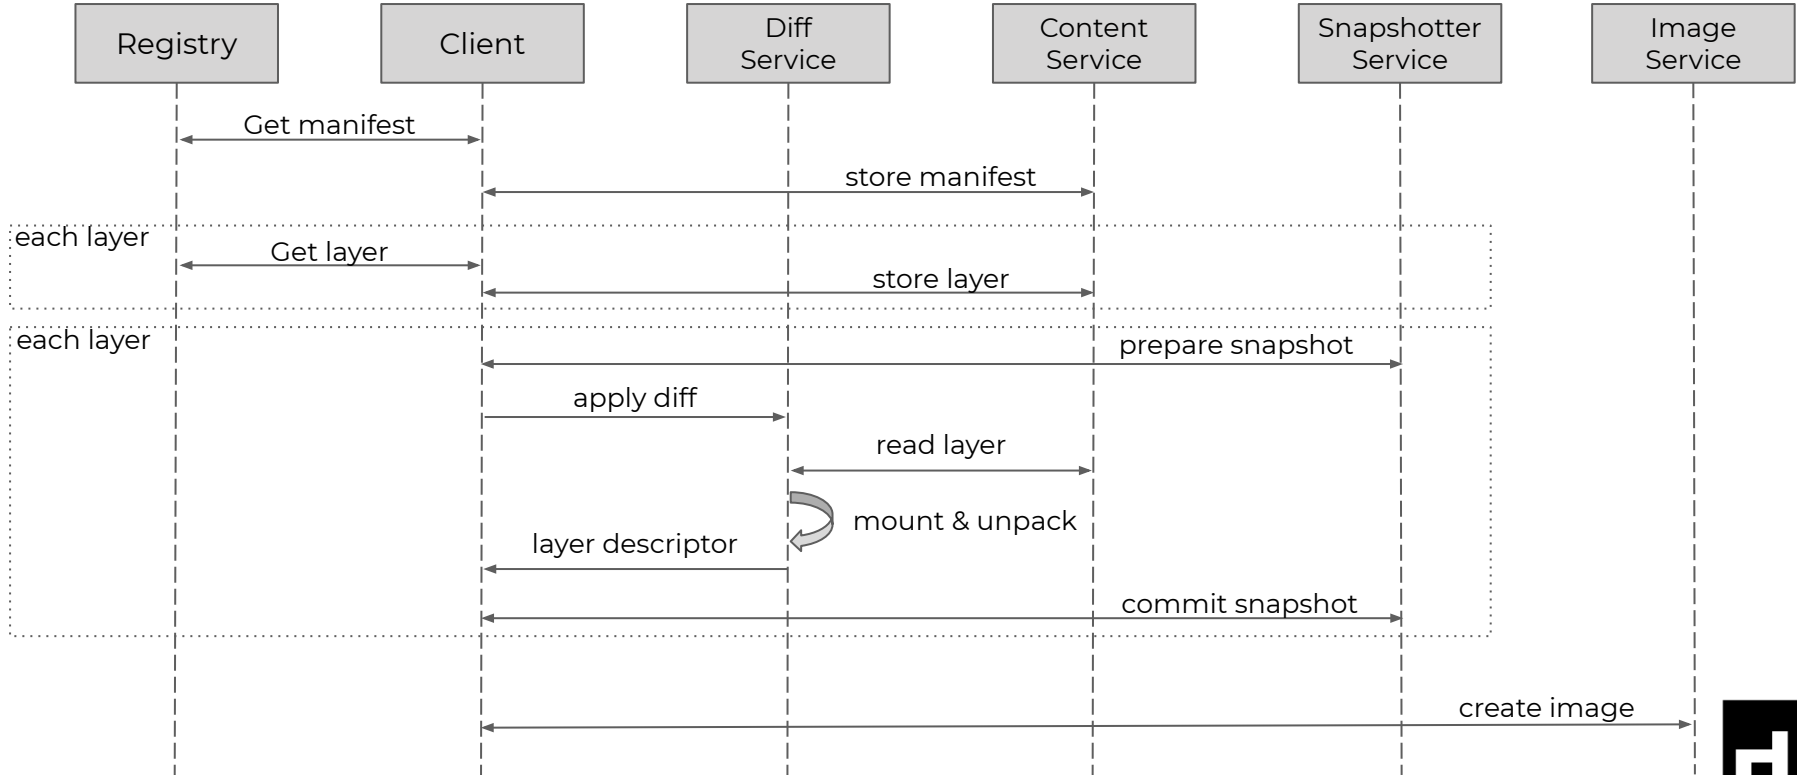 Registry
Client
Diff
Service
Content
Service
Snapshotter
Service
Image
Service
Get manifest
store manifest
each layer
Get layer
store layer
each layer
prepare snapshot
apply diff
read layer
mount & unpack
layer descriptor
commit snapshot
create image